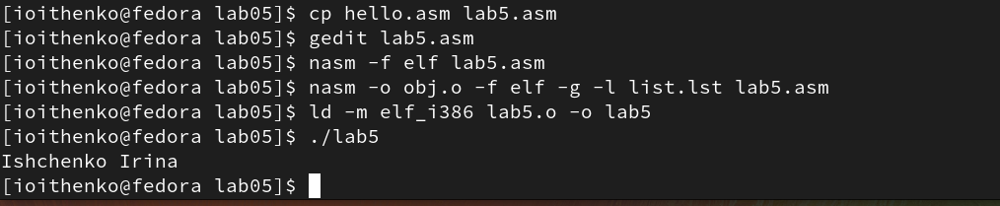 [ioithenko@fedora lab05]$ cp hello.asm lab5.asm
[ioithenko@fedora lab05]$ gedit lab5.asm
[ioithenko@fedora lab05]$ nasm -f elf lab5.asm
[ioithenko@fedora lab05]$ nasm -o obj.o -f elf -g -l list.lst lab5.asm
[ioithenko@fedora lab05]$ ld -m elf_i386 lab5.o -o lab5
[ioithenko@fedora lab05]$ ./lab5
Ishchenko Irina
[ioithenko@fedora lab05]$